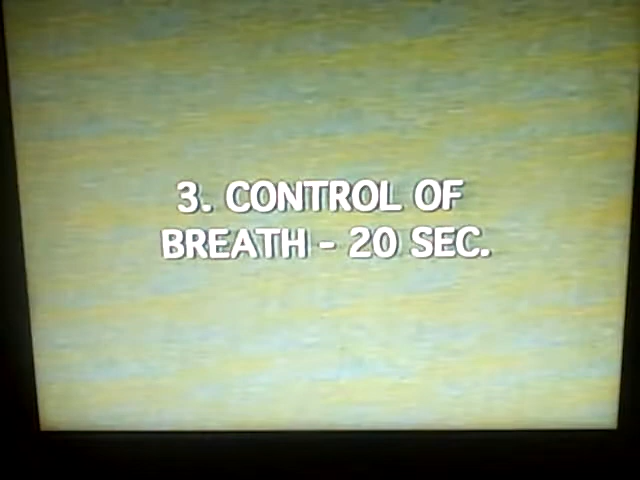 3. CONTROL OF
BREATH - 20 SEC.